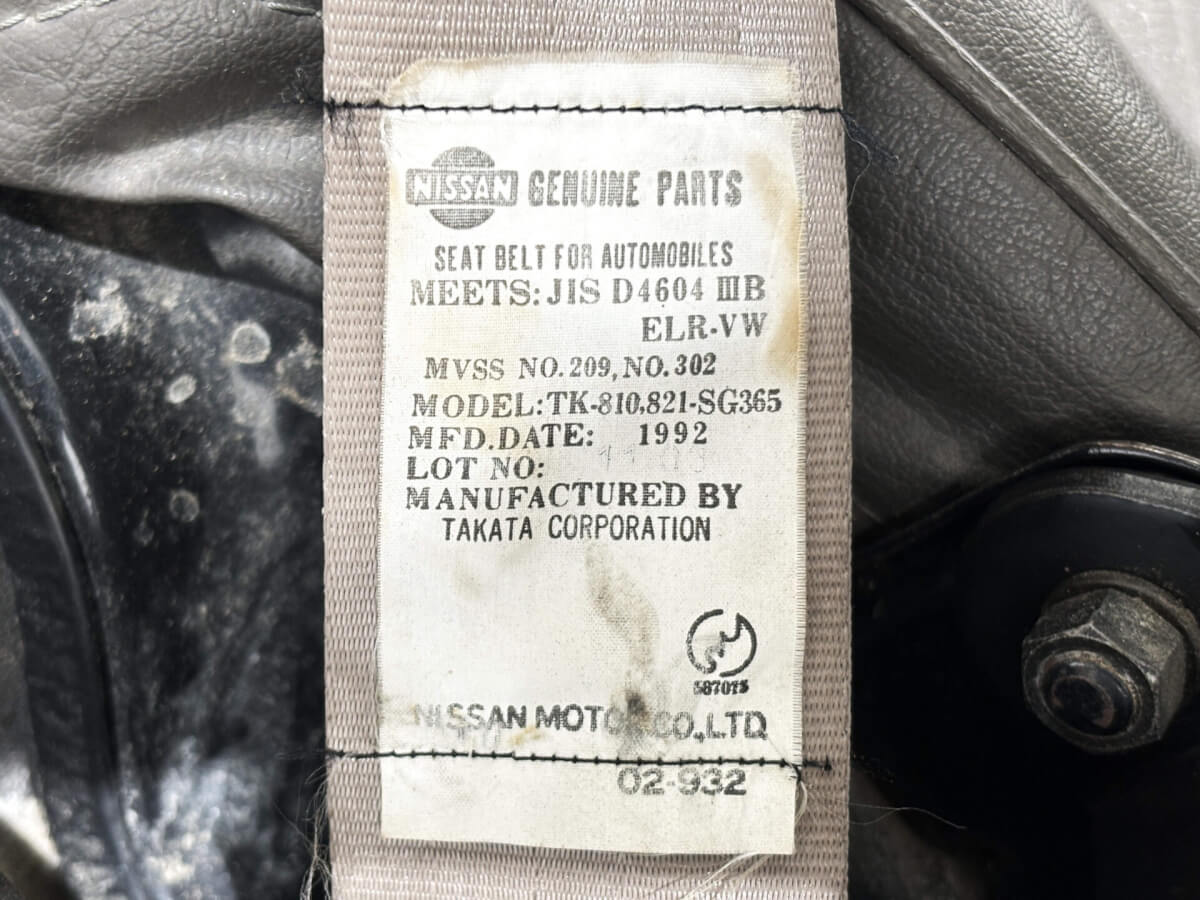 NISSAN GENUINE PARTS
SEAT BELT FOR AUTOMOBILES
MEETS: JIS D4604 IIIB
ELR-VW
MVSS NO.209, NO.302
MODEL: TK-810,821-SG365
MFD.DATE: 1992
LOT NO:
MANUFACTURED BY
TAKATA CORPORATION
587015
NISSAN MOTOR CO.,LTD.
02-932